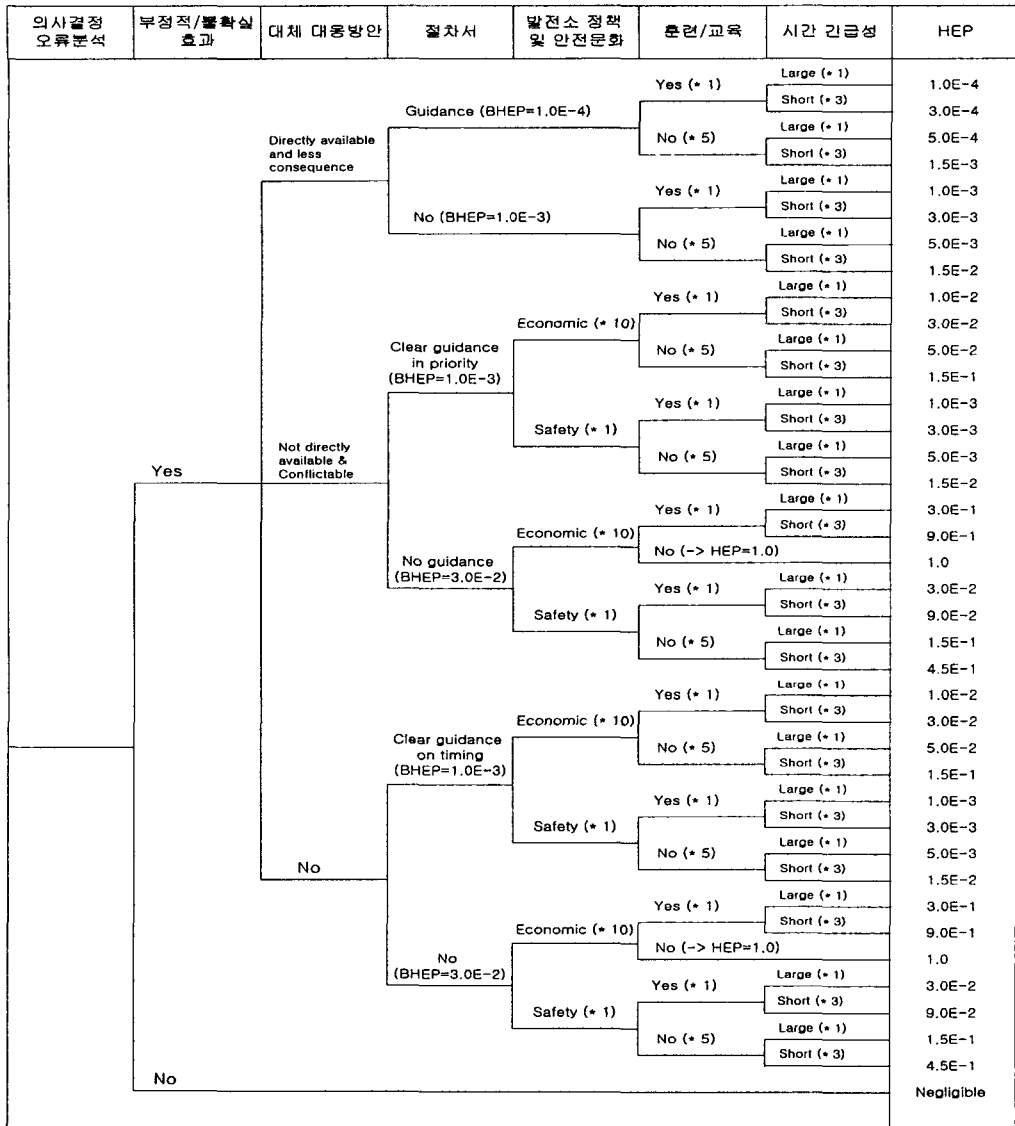 의사결정 오류분석 부정적/불확실 효과 대체 대응방안 절차서 발전소 정책 및 안전문화 훈련/교육 시간 긴급성 HEP
Large (* 1)
Yes (* 1) 1.0E-4
Short (* 3)
Guidance (BHEP=1.0E-4) 3.0E-4
Large (* 1)
No (* 5) 5.0E-4
Directly available
and less
consequence
Short (* 3)
1.5E-3
Large (* 1)
Yes (* 1) 1.0E-3
Short (* 3)
No (BHEP=1.0E-3) 3.0E-3
Large (* 1)
No (* 5) 5.0E-3
Short (* 3)
1.5E-2
Large (* 1)
Yes (* 1) 1.0E-2
Short (* 3)
Economic (* 10) 3.0E-2
Clear guidance
in priority
(BHEP=1.0E-3)
Large (* 1)
No (* 5) 5.0E-2
Short (* 3)
1.5E-1
Large (* 1)
Yes (* 1) 1.0E-3
Short (* 3)
Safety (* 1) 3.0E-3
Not directly
available &
Conflictable
Yes
Large (* 1)
No (* 5) 5.0E-3
Short (* 3)
1.5E-2
Large (* 1)
Yes (* 1) 3.0E-1
Short (* 3)
Economic (* 10) 9.0E-1
No (-> HEP=1.0)
1.0
No guidance
(BHEP=3.0E-2)
Large (* 1)
Yes (* 1) 3.0E-2
Short (* 3)
Safety (* 1) 9.0E-2
Large (* 1)
No (* 5) 1.5E-1
Short (* 3)
4.5E-1
Large (* 1)
Yes (* 1) 1.0E-2
Short (* 3)
Economic (* 10) 3.0E-2
Clear guidance
on timing
(BHEP=1.0E-3)
Large (* 1)
No (* 5) 5.0E-2
Short (* 3)
1.5E-1
Large (* 1)
Yes (* 1) 1.0E-3
Short (* 3)
Safety (* 1) 3.0E-3
Large (* 1)
No (* 5) 5.0E-3
Short (* 3)
No
1.5E-2
Large (* 1)
Yes (* 1) 3.0E-1
Short (* 3)
Economic (* 10) 9.0E-1
No (-> HEP=1.0)
1.0
No
(BHEP=3.0E-2)
Large (* 1)
Yes (* 1) 3.0E-2
Short (* 3)
Safety (* 1) 9.0E-2
Large (* 1)
No (* 5) 1.5E-1
Short (* 3)
4.5E-1
No
Negligible